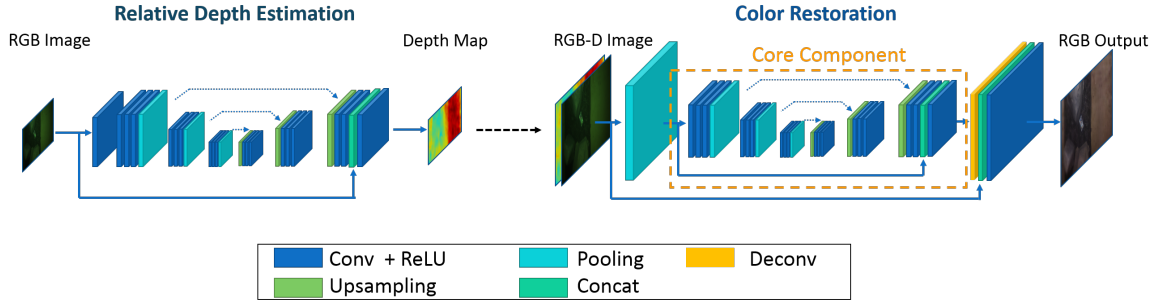 Relative Depth Estimation
Color Restoration
RGB Image
Depth Map
RGB-D Image
RGB Output
Core Component
Conv + ReLU
Pooling
Deconv
Upsampling
Concat